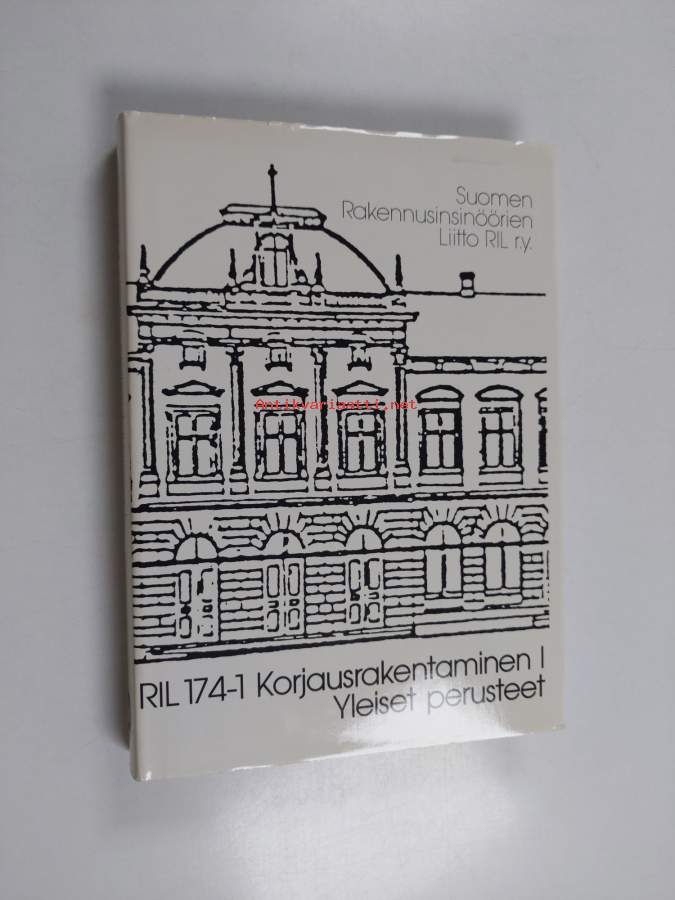 Suomen
Rakennusinsinöörien
Liitto RIL r.y.
Antikvariaatti.net
RIL 174-1 Korjausrakentaminen I
Yleiset perusteet